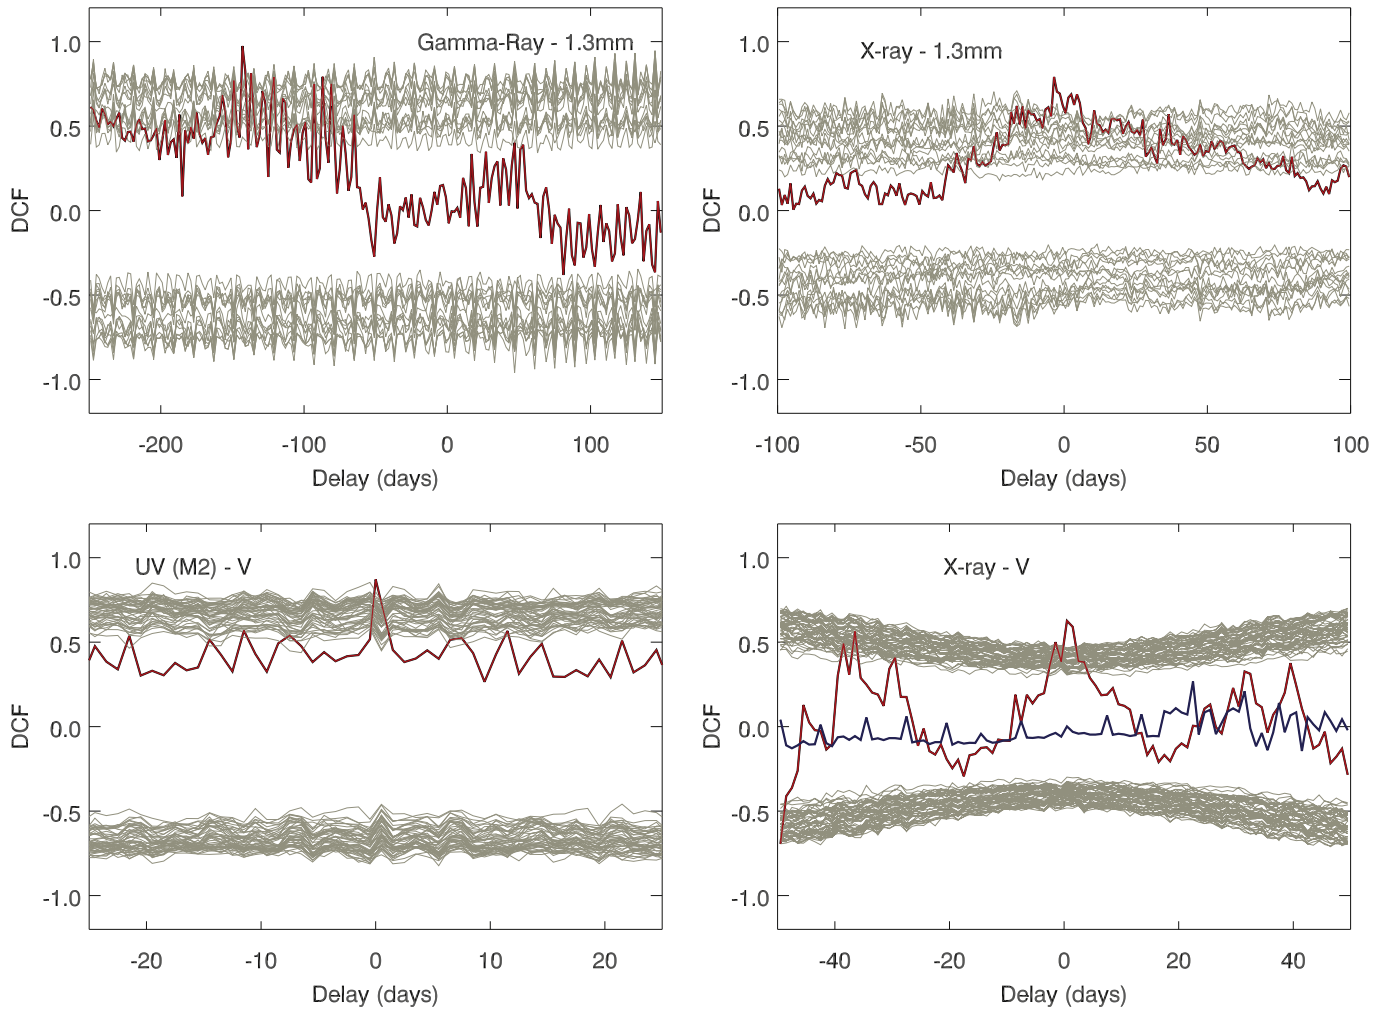 Gamma-Ray - 1.3mm
1.0
0.5
0.0
-0.5
-1.0
DCF
-200 -100 0 100
Delay (days)
X-ray - 1.3mm
1.0
0.5
0.0
-0.5
-1.0
DCF
-100 -50 0 50 100
Delay (days)
UV (M2) - V
1.0
0.5
0.0
-0.5
-1.0
DCF
-20 -10 0 10 20
Delay (days)
X-ray - V
1.0
0.5
0.0
-0.5
-1.0
DCF
-40 -20 0 20 40
Delay (days)